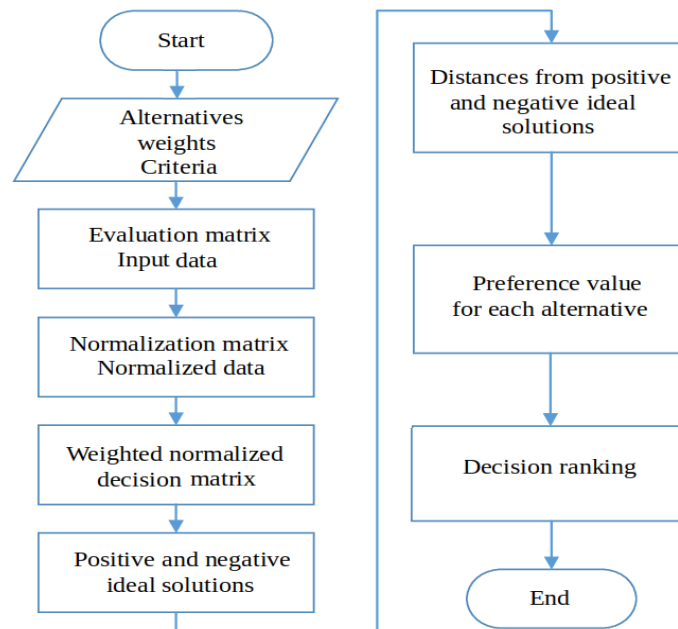 Start
Alternatives
weights
Criteria
Evaluation matrix
Input data
Normalization matrix
Normalized data
Weighted normalized
decision matrix
Positive and negative
ideal solutions
Distances from positive
and negative ideal
solutions
Preference value
for each alternative
Decision ranking
End